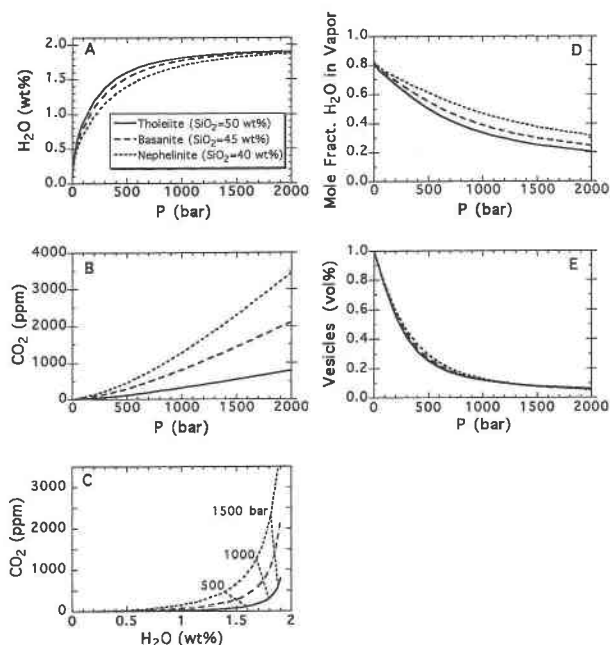 A
H2O (wt%)
2.0
1.5
1.0
0.5
0.0
Tholeiite (SiO2=50 wt%)
Basanite (SiO2=45 wt%)
Nephelinite (SiO2=40 wt%)
0 500 1000 1500 2000
P (bar)
D
Mole Fract. H2O in Vapor
1.0
0.8
0.6
0.4
0.2
0
0 500 1000 1500 2000
P (bar)
B
CO2 (ppm)
4000
3000
2000
1000
0
0 500 1000 1500 2000
P (bar)
E
Vesicles (vol%)
1.0
0.8
0.6
0.4
0.2
0.0
0 500 1000 1500 2000
P (bar)
C
CO2 (ppm)
3000
2000
1000
0
1500 bar
1000
500
0 0.5 1 1.5 2
H2O (wt%)